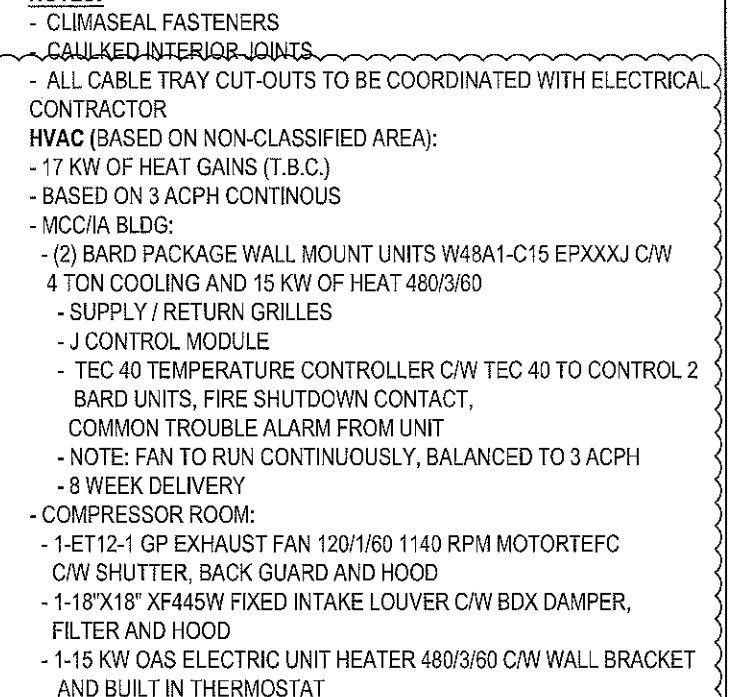 NOTES:
- CLIMASEAL FASTENERS
- CAULKED INTERIOR JOINTS
- ALL CABLE TRAY CUT-OUTS TO BE COORDINATED WITH ELECTRICAL
CONTRACTOR
HVAC (BASED ON NON-CLASSIFIED AREA):
- 17 KW OF HEAT GAINS (T.B.C.)
- BASED ON 3 ACPH CONTINOUS
- MCC/IA BLDG:
- (2) BARD PACKAGE WALL MOUNT UNITS W48A1-C15 EPXXXJ C/W
4 TON COOLING AND 15 KW OF HEAT 480/3/60
- SUPPLY / RETURN GRILLES
- J CONTROL MODULE
- TEC 40 TEMPERATURE CONTROLLER C/W TEC 40 TO CONTROL 2
BARD UNITS, FIRE SHUTDOWN CONTACT,
COMMON TROUBLE ALARM FROM UNIT
- NOTE: FAN TO RUN CONTINUOUSLY, BALANCED TO 3 ACPH
- 8 WEEK DELIVERY
- COMPRESSOR ROOM:
- 1-ET12-1 GP EXHAUST FAN 120/1/60 1140 RPM MOTORTEFC
C/W SHUTTER, BACK GUARD AND HOOD
- 1-18"X18" XF445W FIXED INTAKE LOUVER C/W BDX DAMPER,
FILTER AND HOOD
- 1-15 KW OAS ELECTRIC UNIT HEATER 480/3/60 C/W WALL BRACKET
AND BUILT IN THERMOSTAT